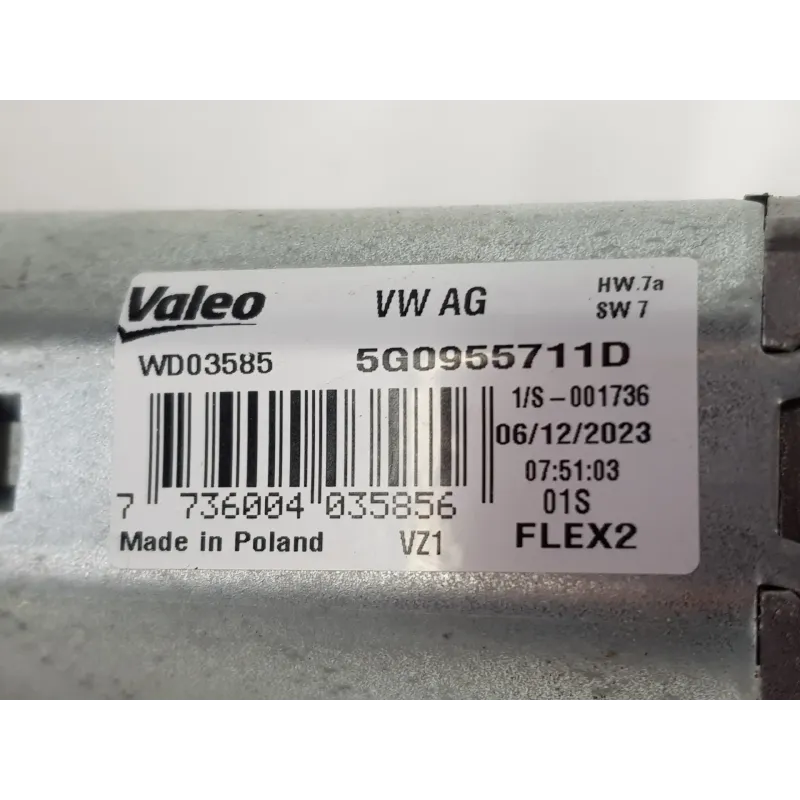 Valeo VW AG HW.7a
SW 7
WD03585 5G0955711D
1/S-001736
06/12/2023
07:51:03
7 736004 035856 01S
Made in Poland VZ1 FLEX2